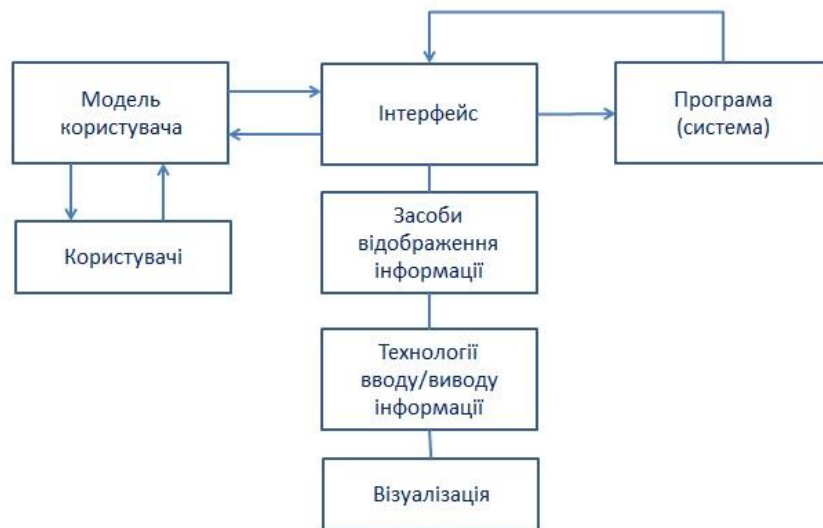 Модель
користувача
Інтерфейс
Програма
(система)
Користувачі
Засоби
відображення
інформації
Технології
вводу/виводу
інформації
Візуалізація